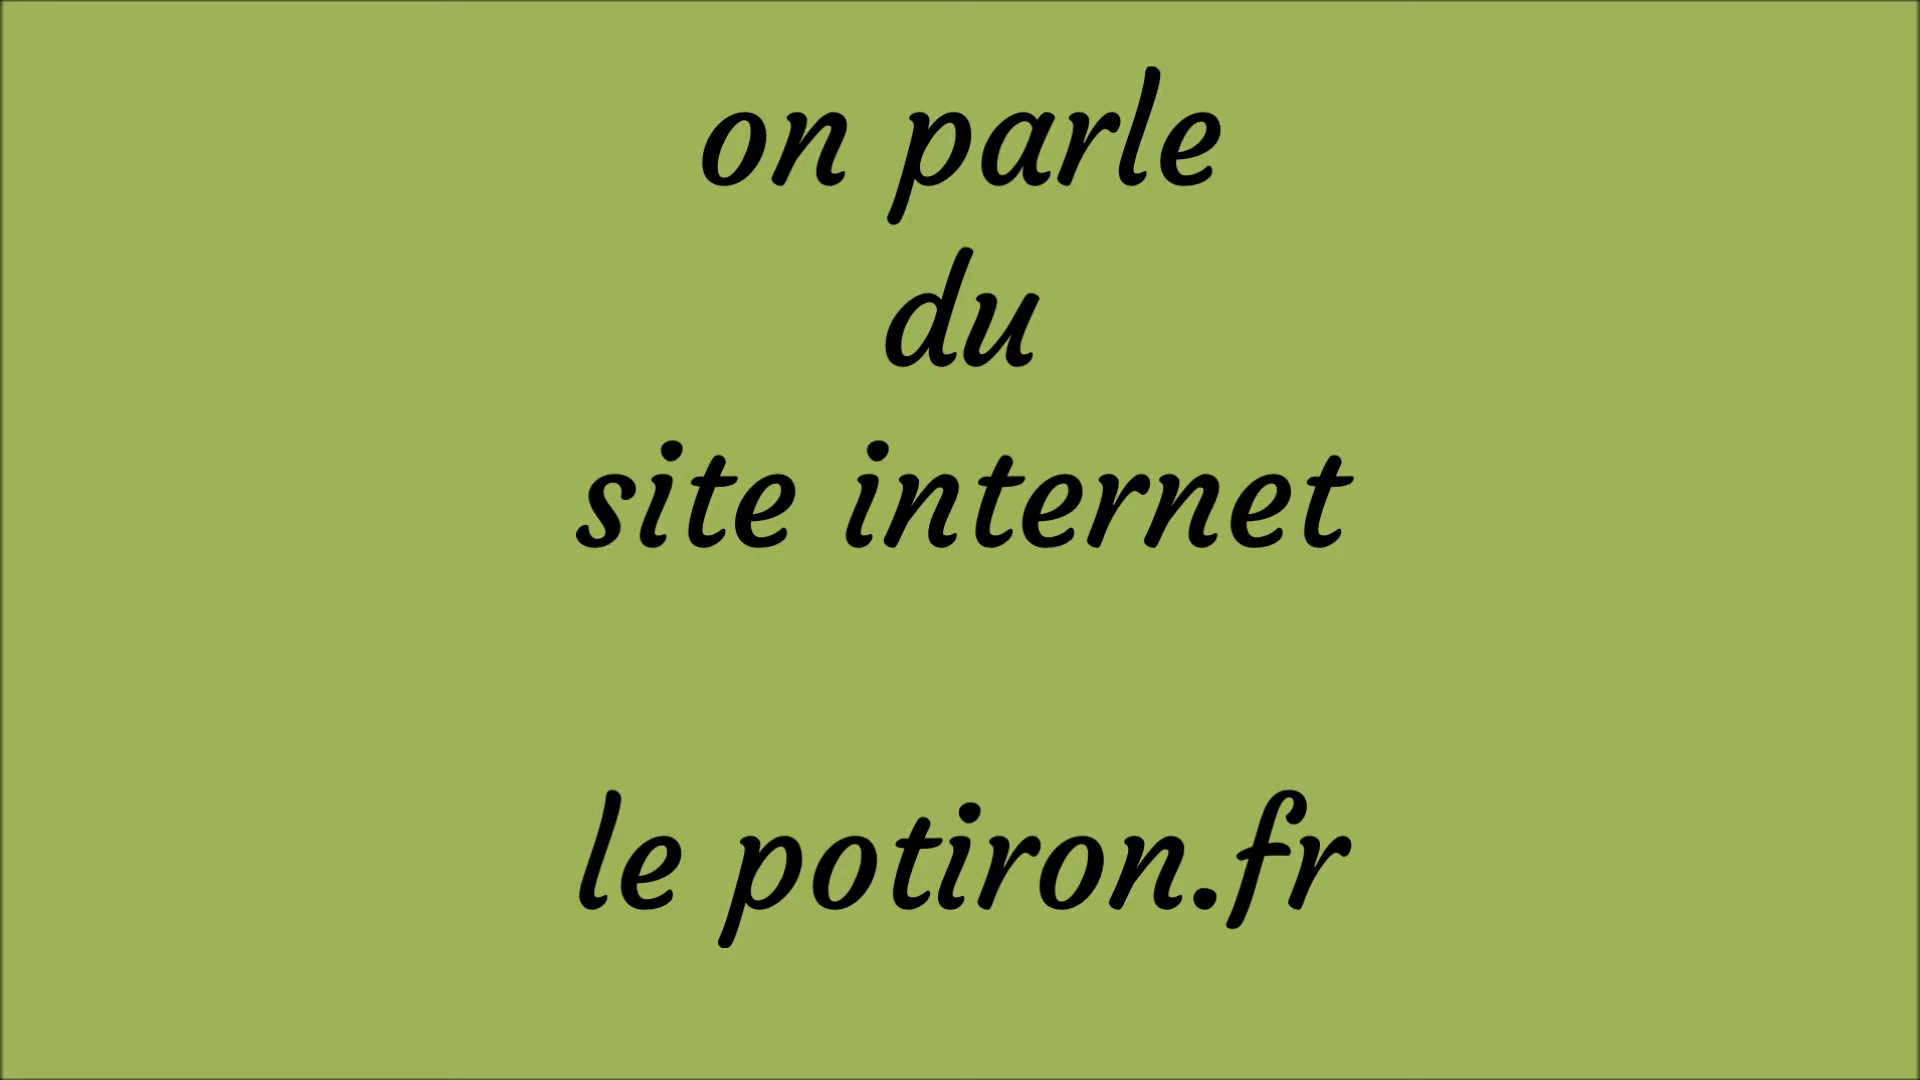 on parle
du
site internet
le potiron.fr